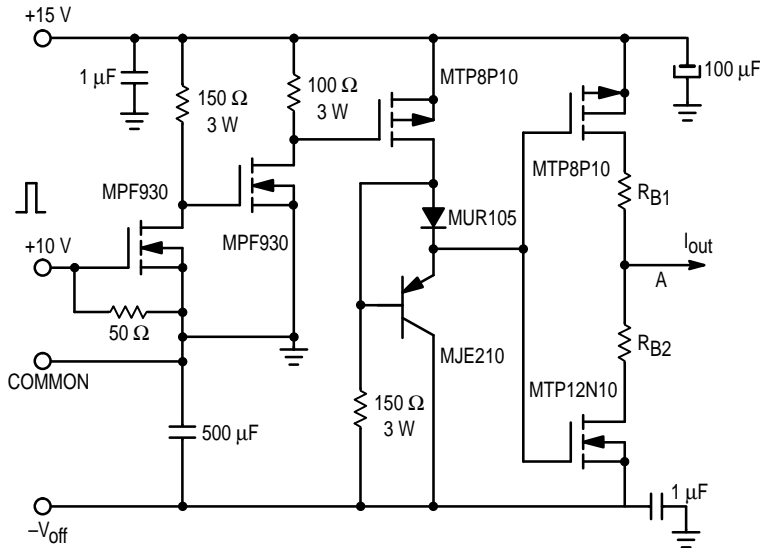 +15 V
1 µF
150 Ω
3 W
100 Ω
3 W
MTP8P10
100 µF
MPF930
MTP8P10
R_B1
MUR105
+10 V
MPF930
I_out
A
50 Ω
R_B2
COMMON
MJE210
MTP12N10
150 Ω
3 W
500 µF
1 µF
–V_off